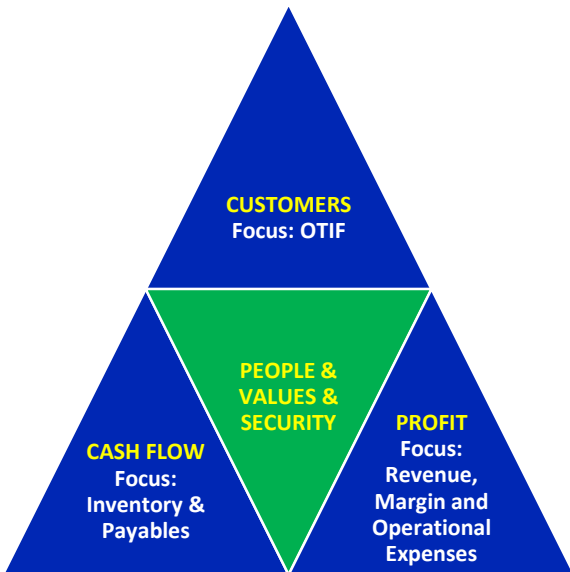 CUSTOMERS
Focus: OTIF
PEOPLE &
VALUES &
SECURITY
CASH FLOW
Focus:
Inventory &
Payables
PROFIT
Focus:
Revenue,
Margin and
Operational
Expenses